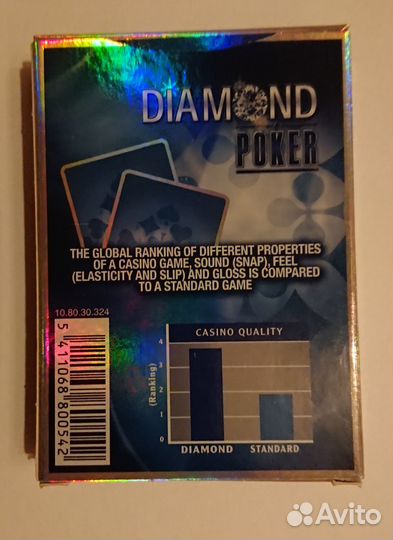 DIAMOND
POKER
THE GLOBAL RANKING OF DIFFERENT PROPERTIES
OF A CASINO GAME, SOUND (SNAP), FEEL
(ELASTICITY AND SLIP) AND GLOSS IS COMPARED
TO A STANDARD GAME
10.80.30.324
5 411068 800542
CASINO QUALITY
(Ranking)
4
3
2
1
0
DIAMOND STANDARD
Avito